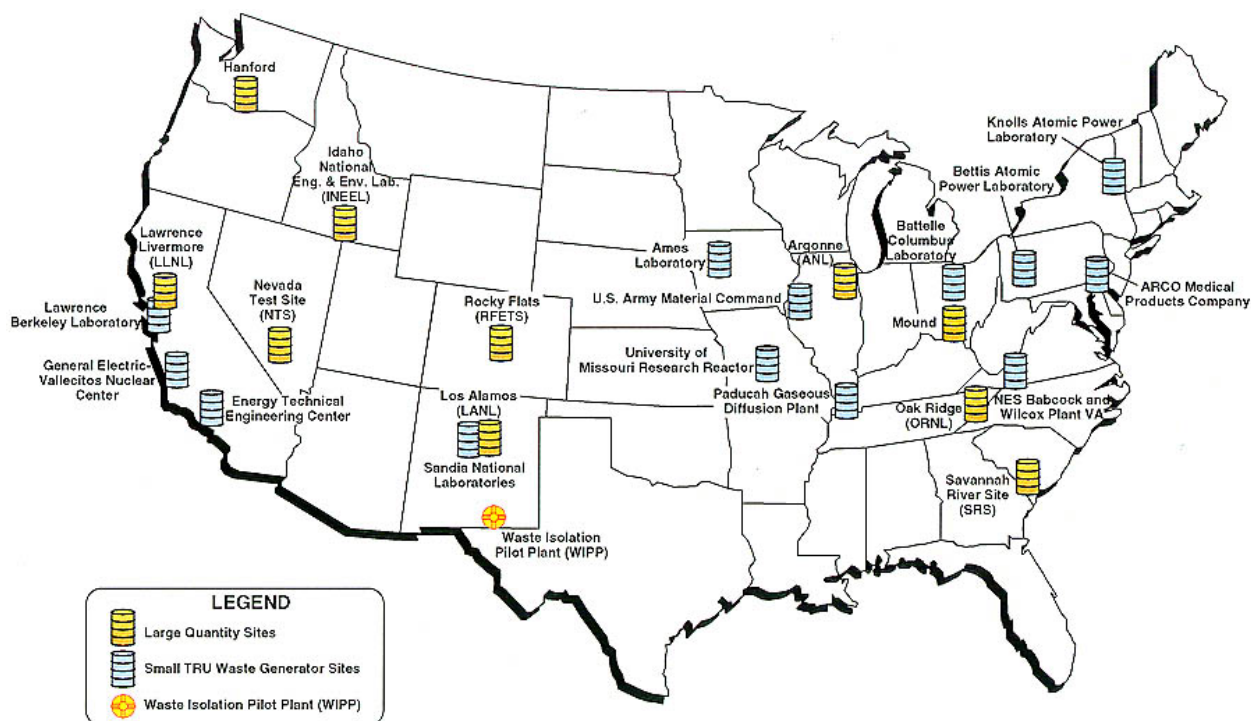 Hanford
Idaho
National
Eng. & Env. Lab.
(INEEL)
Lawrence
Livermore
(LLNL)
Lawrence
Berkeley Laboratory
General Electric-
Vallecitos Nuclear
Center
Energy Technical
Engineering Center
Nevada
Test Site
(NTS)
Rocky Flats
(RFETS)
Los Alamos
(LANL)
Sandia National
Laboratories
Waste Isolation
Pilot Plant (WIPP)
Ames
Laboratory
U.S. Army Material Command
University of
Missouri Research Reactor
Argonne
(ANL)
Battelle
Columbus
Laboratory
Mound
Paducah Gaseous
Diffusion Plant
Oak Ridge
(ORNL)
NES Babcock and
Wilcox Plant VA
Savannah
River Site
(SRS)
Knolls Atomic Power
Laboratory
Bettis Atomic
Power Laboratory
ARCO Medical
Products Company
LEGEND
Large Quantity Sites
Small TRU Waste Generator Sites
Waste Isolation Pilot Plant (WIPP)